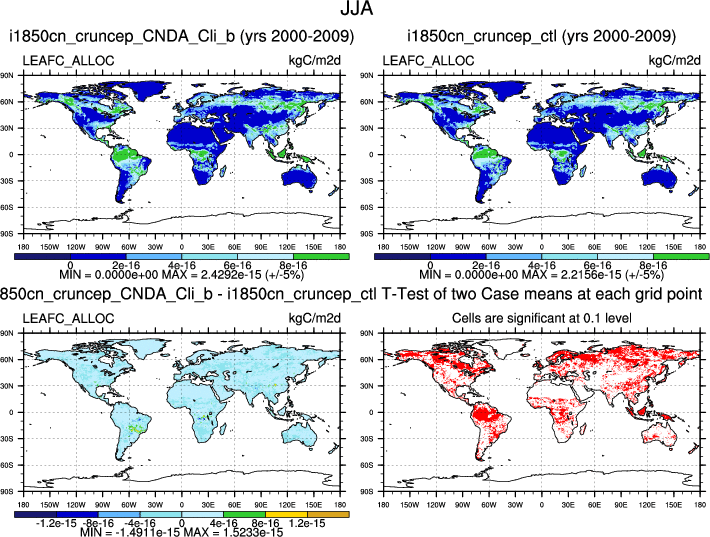 JJA
i1850cn_cruncep_CNDA_Cli_b (yrs 2000-2009)
LEAFC_ALLOC kgC/m2d
90N
60N
30N
0
30S
60S
90S
180 150W 120W 90W 60W 30W 0 30E 60E 90E 120E 150E 180
0 2e-16 4e-16 6e-16 8e-16
MIN = 0.0000e+00 MAX = 2.4292e-15 (+/-5%)
i1850cn_cruncep_ctl (yrs 2000-2009)
LEAFC_ALLOC kgC/m2d
90N
60N
30N
0
30S
60S
90S
180 150W 120W 90W 60W 30W 0 30E 60E 90E 120E 150E 180
0 2e-16 4e-16 6e-16 8e-16
MIN = 0.0000e+00 MAX = 2.2156e-15 (+/-5%)
850cn_cruncep_CNDA_Cli_b - i1850cn_cruncep_ctl
LEAFC_ALLOC kgC/m2d
90N
60N
30N
0
30S
60S
90S
180 150W 120W 90W 60W 30W 0 30E 60E 90E 120E 150E 180
-1.2e-15 -8e-16 -4e-16 0 4e-16 8e-16 1.2e-15
MIN = -1.4911e-15 MAX = 1.5233e-15
T-Test of two Case means at each grid point
Cells are significant at 0.1 level
90N
60N
30N
0
30S
60S
90S
180 150W 120W 90W 60W 30W 0 30E 60E 90E 120E 150E 180